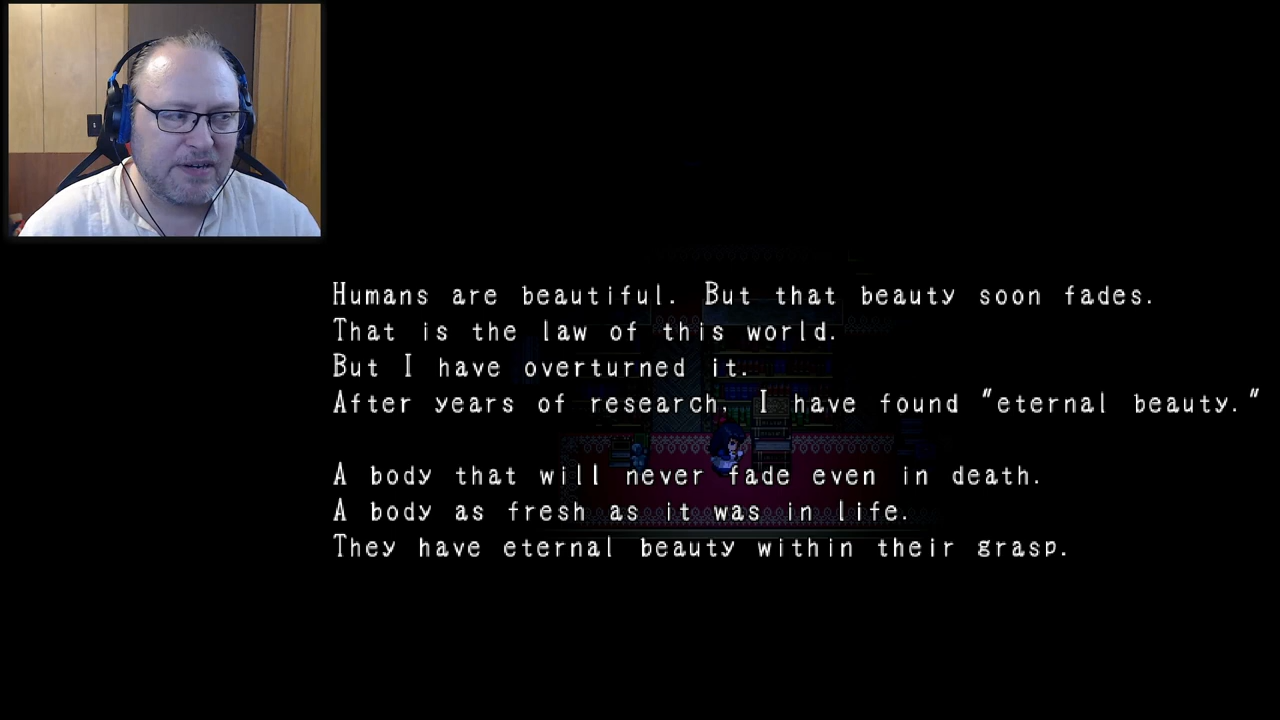 Humans are beautiful. But that beauty soon fades.
That is the law of this world.
But I have overturned it.
After years of research, I have found "eternal beauty."
A body that will never fade even in death.
A body as fresh as it was in life.
They have eternal beauty within their grasp.